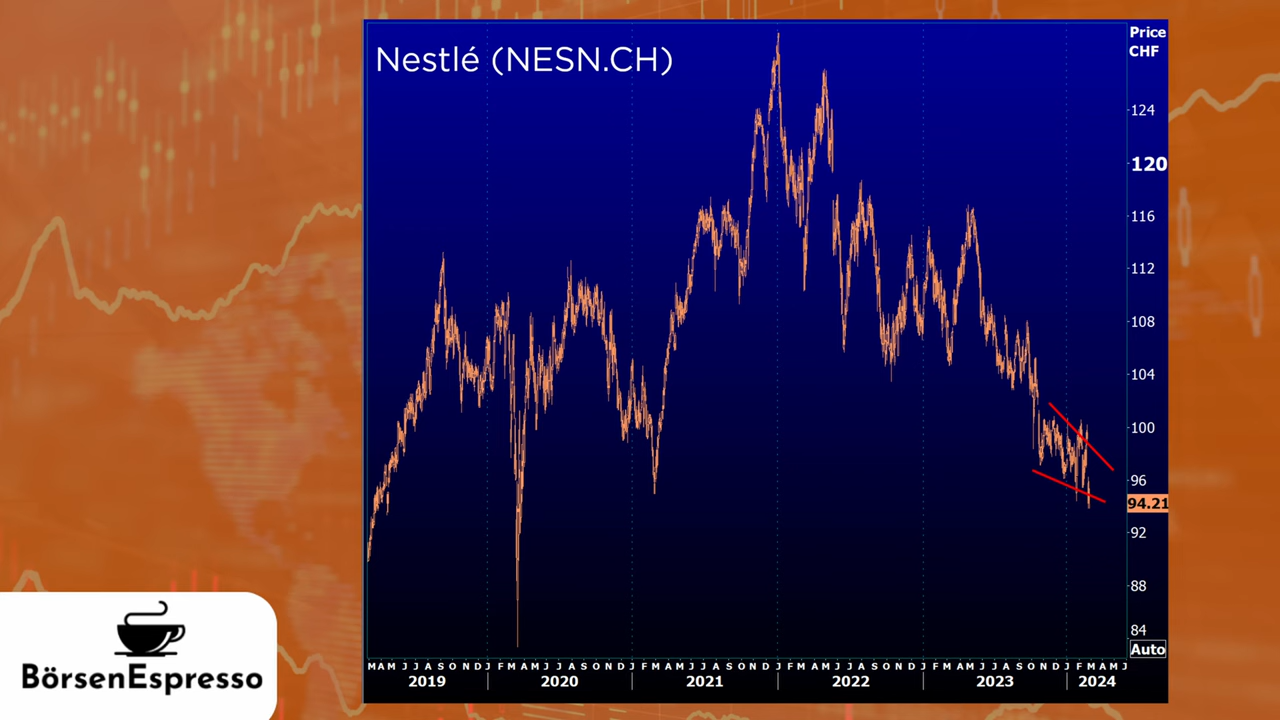 Nestlé (NESN.CH)
Price
CHF
124
120
116
112
108
104
100
96
94.21
92
88
84
Auto
M A M J J A S O N D J F M A M J J A S O N D J F M A M J J A S O N D J F M A M J J A S O N D J F M A M J J A S O N D J F M A M J
2019 2020 2021 2022 2023 2024
BörsenEspresso